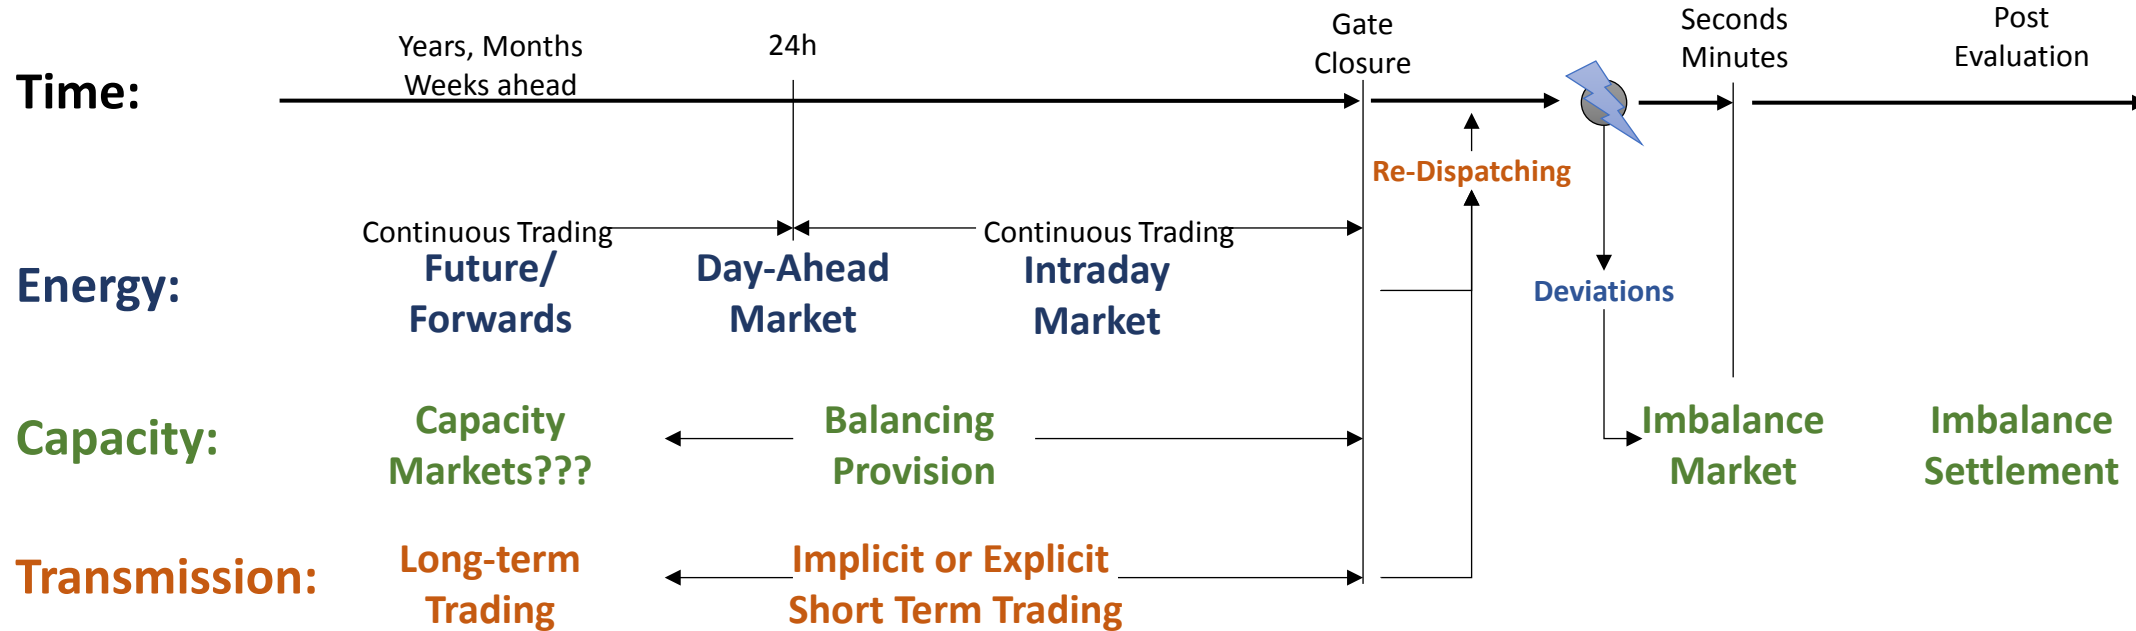 Time:
Years, Months
Weeks ahead
24h
Gate
Closure
Seconds
Minutes
Post
Evaluation
Re-Dispatching
Energy:
Continuous Trading
Future/
Forwards
Day-Ahead
Market
Continuous Trading
Intraday
Market
Deviations
Capacity:
Capacity
Markets???
Balancing
Provision
Imbalance
Market
Imbalance
Settlement
Transmission:
Long-term
Trading
Implicit or Explicit
Short Term Trading